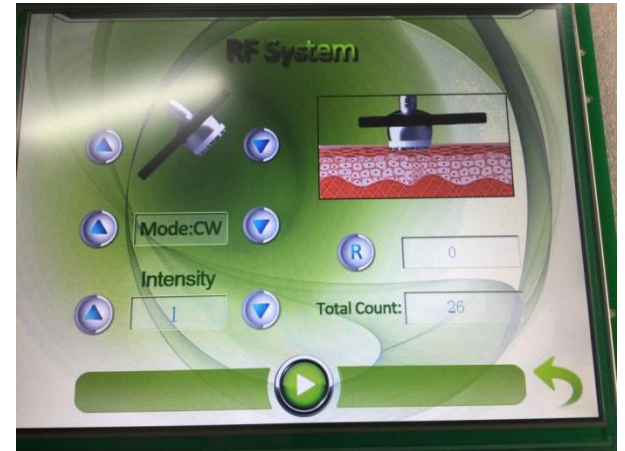 RF System
Mode:CW
R 0
Intensity
1
Total Count: 26